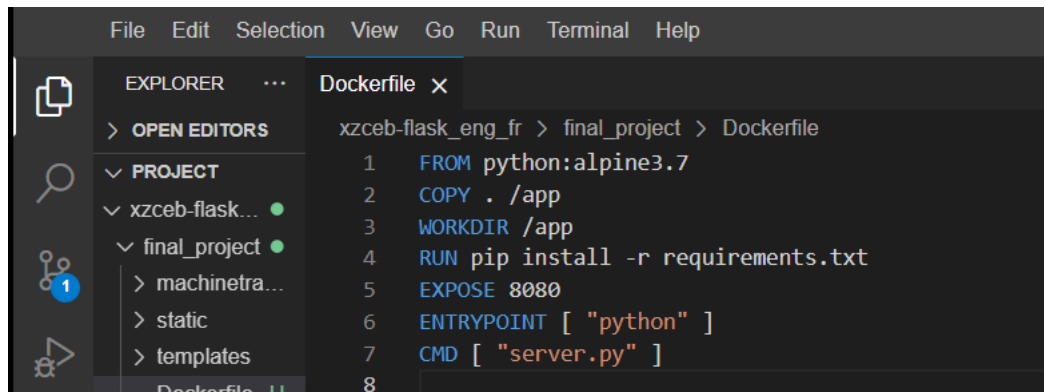 File Edit Selection View Go Run Terminal Help
EXPLORER ...
OPEN EDITORS
PROJECT
xzceb-flask...
final_project
machinetra...
static
templates
Dockerfile U
1
Dockerfile
xzceb-flask_eng_fr > final_project > Dockerfile
1 FROM python:alpine3.7
2 COPY . /app
3 WORKDIR /app
4 RUN pip install -r requirements.txt
5 EXPOSE 8080
6 ENTRYPOINT [ "python" ]
7 CMD [ "server.py" ]
8